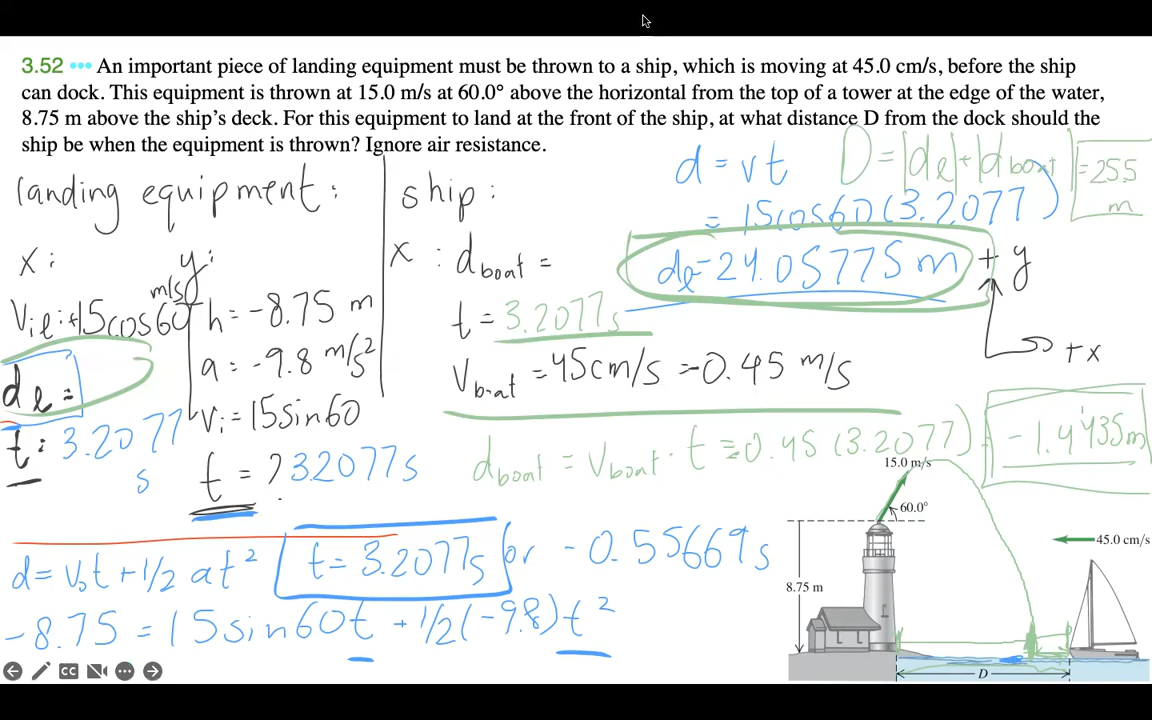 3.52 ••• An important piece of landing equipment must be thrown to a ship, which is moving at 45.0 cm/s, before the ship
can dock. This equipment is thrown at 15.0 m/s at 60.0° above the horizontal from the top of a tower at the edge of the water,
8.75 m above the ship's deck. For this equipment to land at the front of the ship, at what distance D from the dock should the
ship be when the equipment is thrown? Ignore air resistance.
landing equipment:
x:
y:
Vil: +15cos60 m/s
dl =
t: 3.2077 s
h = -8.75 m
a = -9.8 m/s²
Vi = 15sin60
t = ? 3.2077s
ship:
x : dboat =
t = 3.2077s
Vboat = 45cm/s = -0.45 m/s
d = vt
= 15cos60(3.2077)
dl = 24.05775 m
D = |dl| + |dboat| = 25.5 m
+ y
+ x
dboat = Vboat · t = 0.45 (3.2077) = -1.4435m
d = v₀t + 1/2 at²
t = 3.2077s or -0.55669 s
-8.75 = 15sin60t + 1/2(-9.8)t²
15.0 m/s
60.0°
45.0 cm/s
8.75 m
D
CC